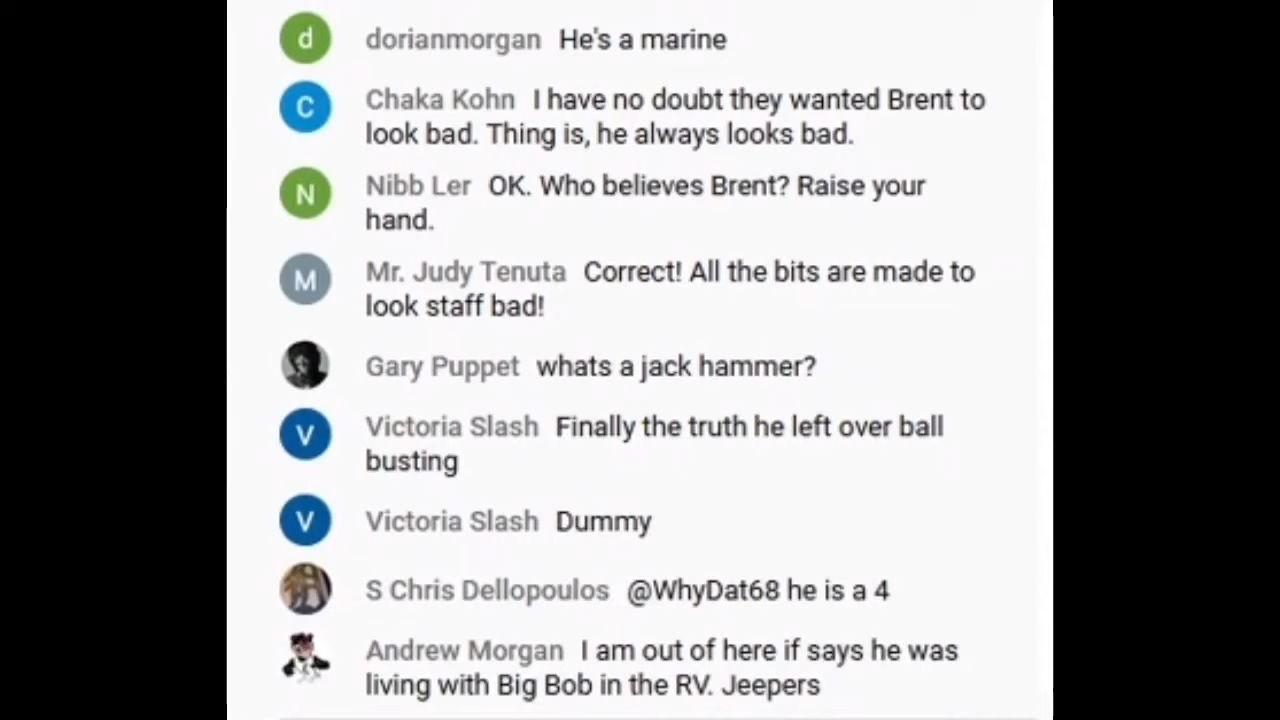 d dorianmorgan He's a marine
C Chaka Kohn I have no doubt they wanted Brent to
look bad. Thing is, he always looks bad.
N Nibb Ler OK. Who believes Brent? Raise your
hand.
M Mr. Judy Tenuta Correct! All the bits are made to
look staff bad!
Gary Puppet whats a jack hammer?
V Victoria Slash Finally the truth he left over ball
busting
V Victoria Slash Dummy
S Chris Dellopoulos @WhyDat68 he is a 4
Andrew Morgan I am out of here if says he was
living with Big Bob in the RV. Jeepers